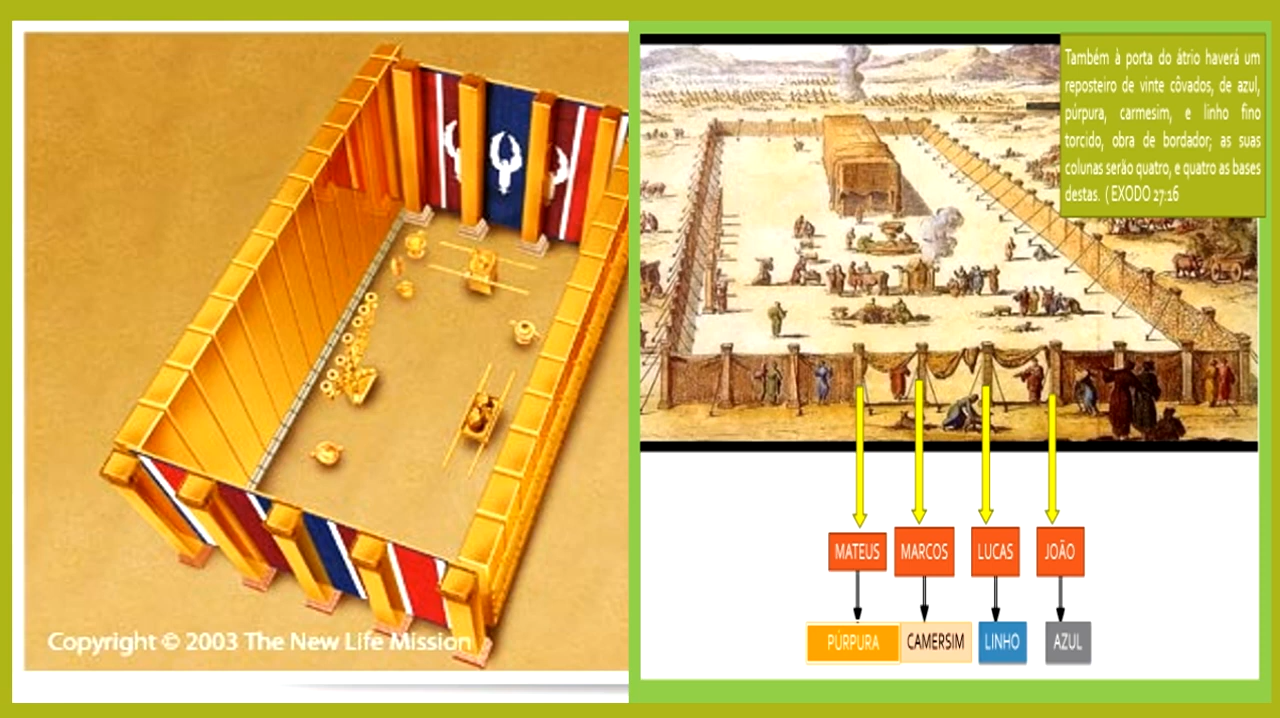 Também à porta do átrio haverá um
reposteiro de vinte côvados, de azul,
púrpura, carmesim, e linho fino
torcido, obra de bordador; as suas
colunas serão quatro, e quatro as bases
destas. ( EXODO 27:16
MATEUS MARCOS LUCAS JOÃO
PÚRPURA CAMERSIM LINHO AZUL
Copyright © 2003 The New Life Mission